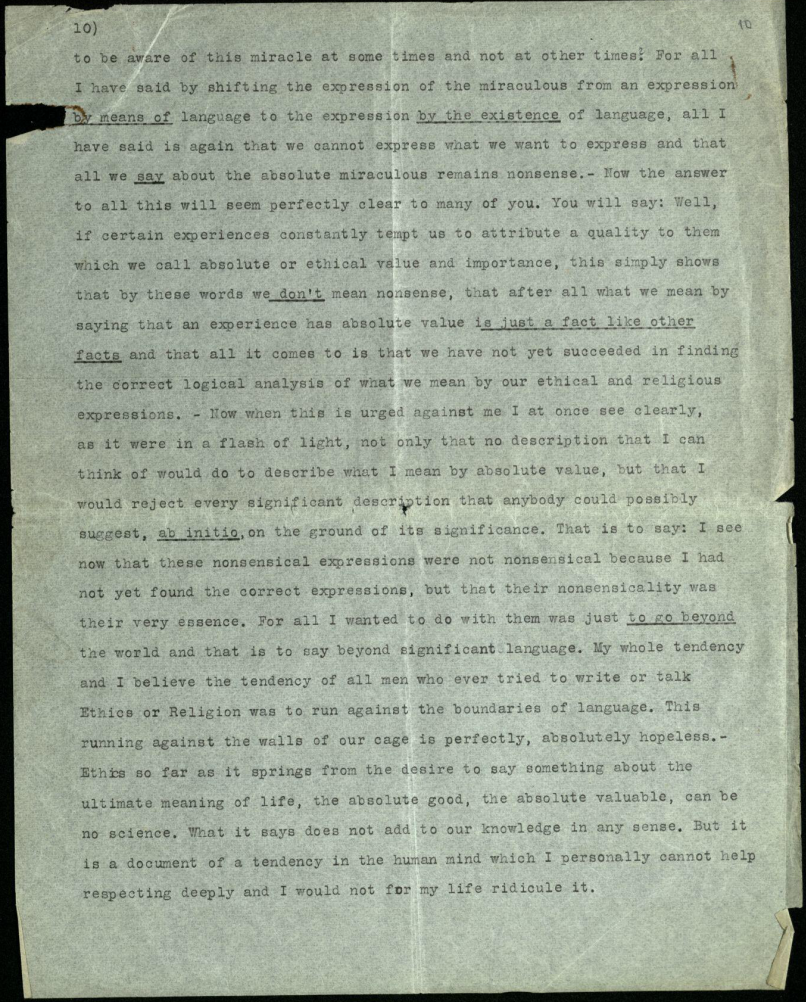 10)
10
to be aware of this miracle at some times and not at other times? For all
I have said by shifting the expression of the miraculous from an expression
by means of language to the expression by the existence of language, all I
have said is again that we cannot express what we want to express and that
all we say about the absolute miraculous remains nonsense.- Now the answer
to all this will seem perfectly clear to many of you. You will say: Well,
if certain experiences constantly tempt us to attribute a quality to them
which we call absolute or ethical value and importance, this simply shows
that by these words we don't mean nonsense, that after all what we mean by
saying that an experience has absolute value is just a fact like other
facts and that all it comes to is that we have not yet succeeded in finding
the correct logical analysis of what we mean by our ethical and religious
expressions. - Now when this is urged against me I at once see clearly,
as it were in a flash of light, not only that no description that I can
think of would do to describe what I mean by absolute value, but that I
would reject every significant description that anybody could possibly
suggest, ab initio, on the ground of its significance. That is to say: I see
now that these nonsensical expressions were not nonsensical because I had
not yet found the correct expressions, but that their nonsensicality was
their very essence. For all I wanted to do with them was just to go beyond
the world and that is to say beyond significant language. My whole tendency
and I believe the tendency of all men who ever tried to write or talk
Ethics or Religion was to run against the boundaries of language. This
running against the walls of our cage is perfectly, absolutely hopeless.-
Ethics so far as it springs from the desire to say something about the
ultimate meaning of life, the absolute good, the absolute valuable, can be
no science. What it says does not add to our knowledge in any sense. But it
is a document of a tendency in the human mind which I personally cannot help
respecting deeply and I would not for my life ridicule it.